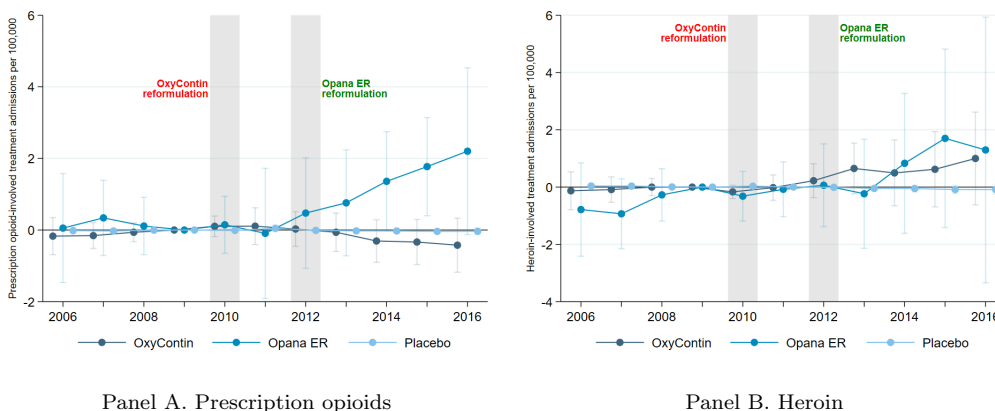 Prescription opioid-involved treatment admissions per 100,000
6
4
2
0
-2
OxyContin
reformulation
Opana ER
reformulation
2006
2008
2010
2012
2014
2016
OxyContin
Opana ER
Placebo
Panel A. Prescription opioids
Heroin-involved treatment admissions per 100,000
6
4
2
0
-2
-4
OxyContin
reformulation
Opana ER
reformulation
2006
2008
2010
2012
2014
2016
OxyContin
Opana ER
Placebo
Panel B. Heroin